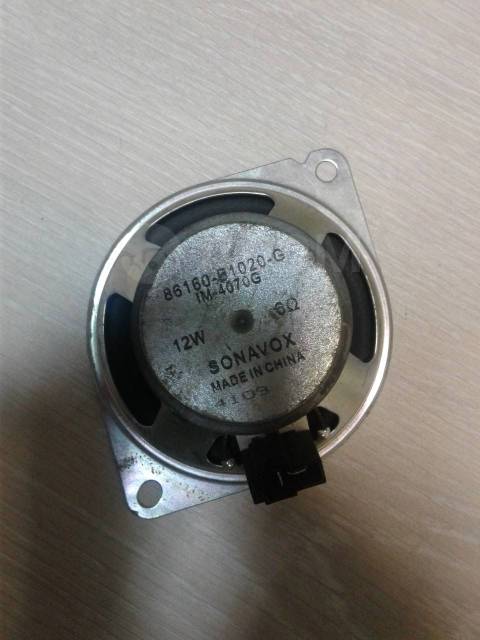 86160-B1020-G
IM-4070G
12W 6Ω
SONAVOX
MADE IN CHINA
4109